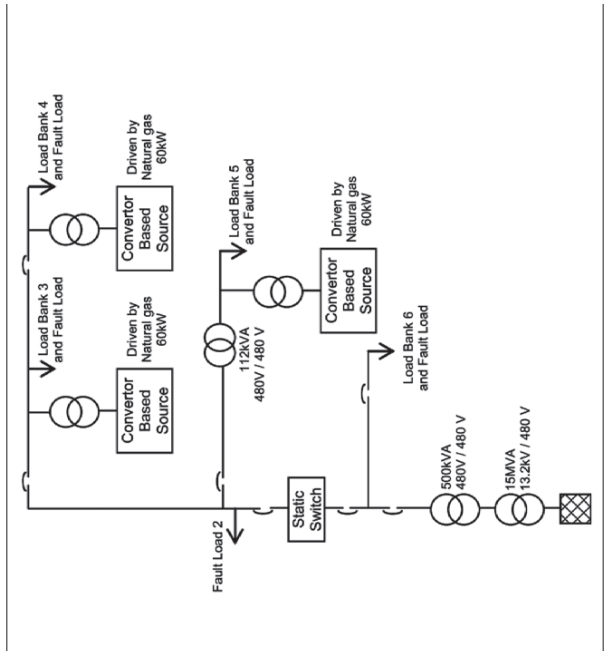 Load Bank 4
and Fault Load
Driven by
Natural gas
60kW
Convertor
Based
Source
Load Bank 3
and Fault Load
Driven by
Natural gas
60kW
Convertor
Based
Source
Load Bank 5
and Fault Load
112kVA
480V / 480 V
Driven by
Natural gas
60kW
Convertor
Based
Source
Load Bank 6
and Fault Load
Fault Load 2
Static
Switch
500kVA
480V / 480 V
15MVA
13.2kV / 480 V